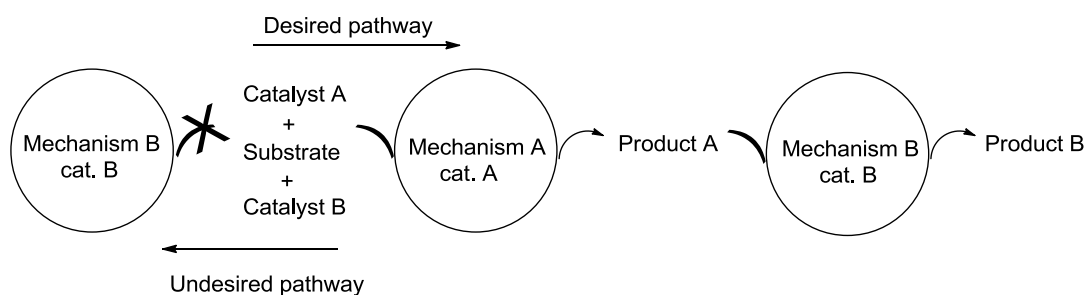 Desired pathway
Mechanism B
cat. B
Catalyst A
+
Substrate
+
Catalyst B
Mechanism A
cat. A
Product A
Mechanism B
cat. B
Product B
Undesired pathway